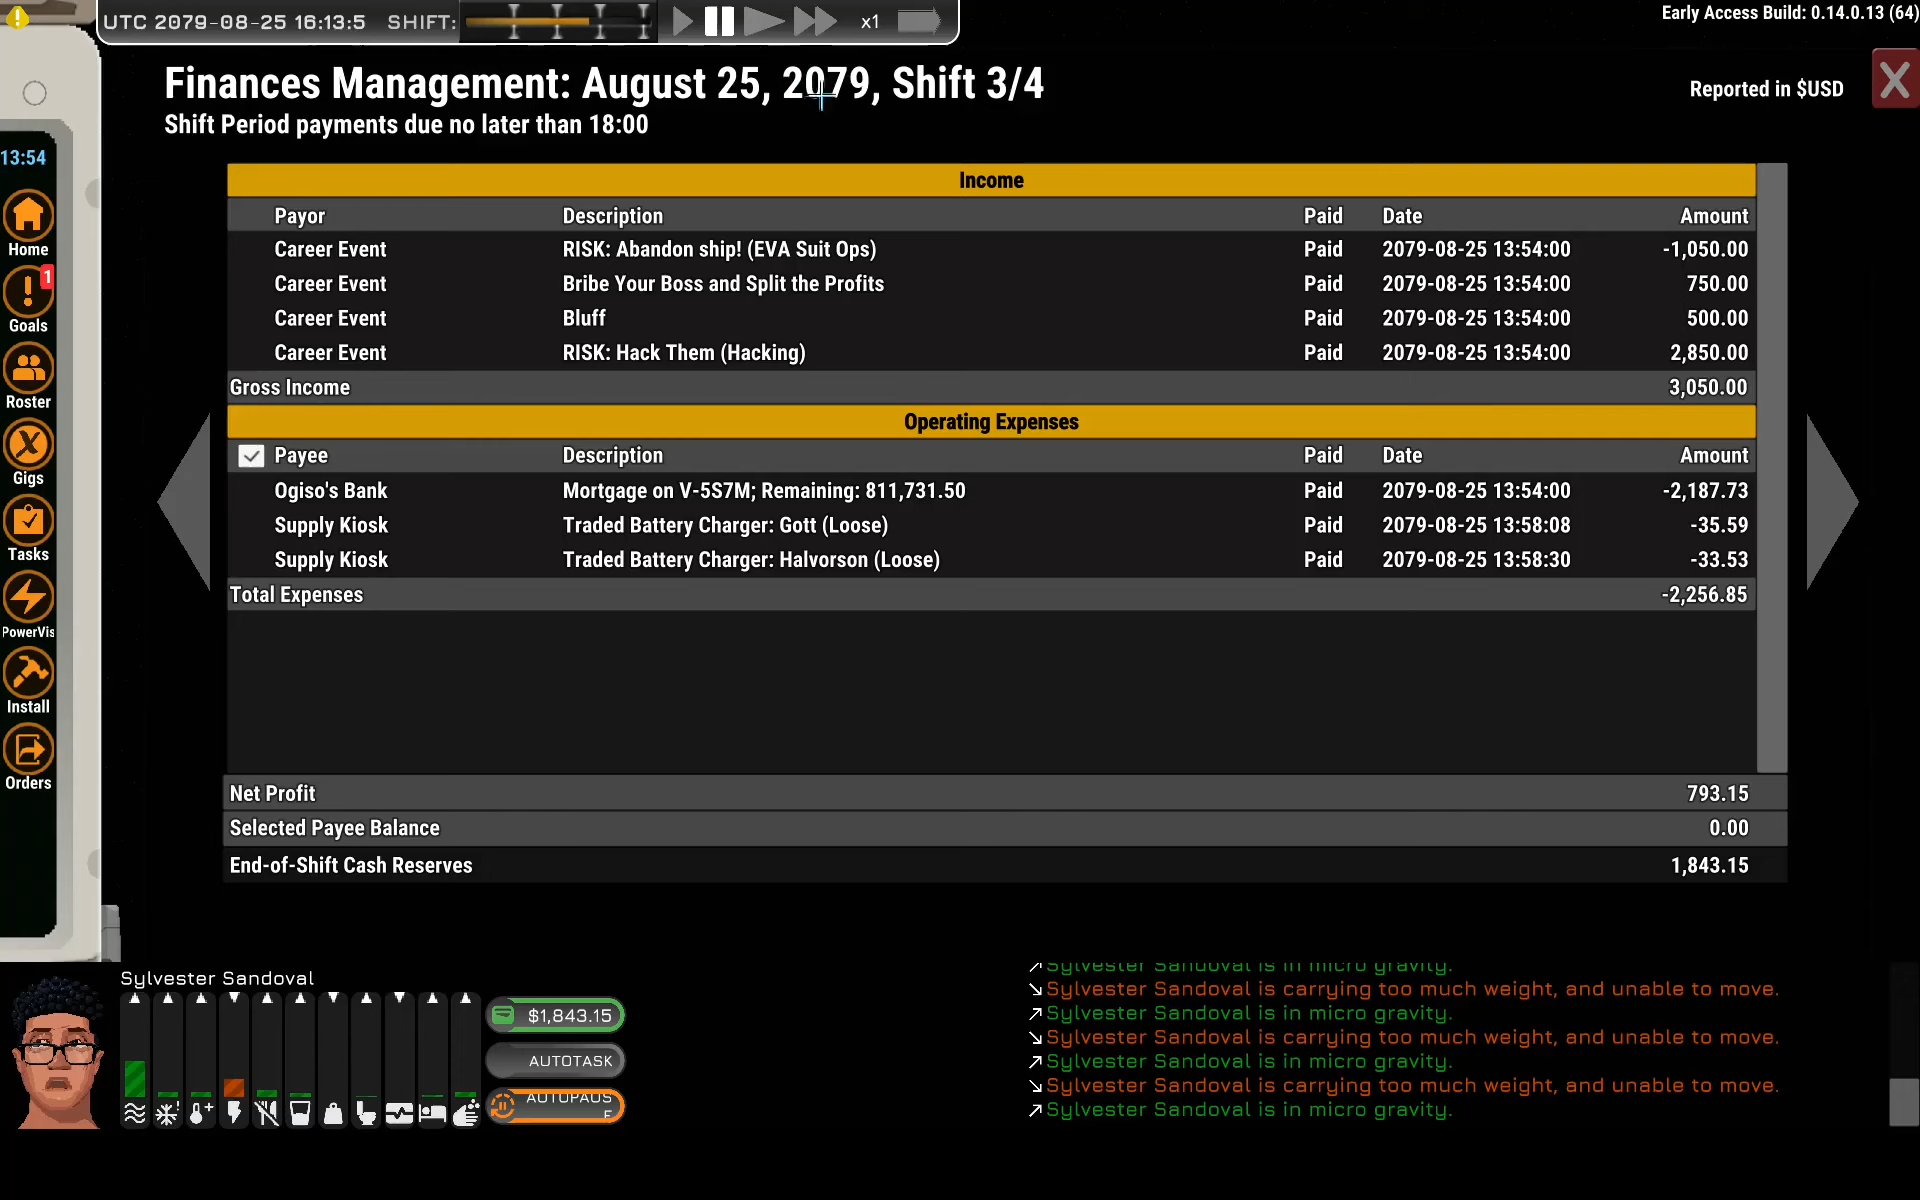 UTC 2079-08-25 16:13:5 SHIFT: x1
Early Access Build: 0.14.0.13 (64)
Finances Management: August 25, 2079, Shift 3/4
Reported in $USD
X
Shift Period payments due no later than 18:00
13:54
Home
1
Goals
Roster
Gigs
Tasks
PowerVis
Install
Orders
Income
Payor Description Paid Date Amount
Career Event RISK: Abandon ship! (EVA Suit Ops) Paid 2079-08-25 13:54:00 -1,050.00
Career Event Bribe Your Boss and Split the Profits Paid 2079-08-25 13:54:00 750.00
Career Event Bluff Paid 2079-08-25 13:54:00 500.00
Career Event RISK: Hack Them (Hacking) Paid 2079-08-25 13:54:00 2,850.00
Gross Income 3,050.00
Operating Expenses
Payee Description Paid Date Amount
Ogiso's Bank Mortgage on V-5S7M; Remaining: 811,731.50 Paid 2079-08-25 13:54:00 -2,187.73
Supply Kiosk Traded Battery Charger: Gott (Loose) Paid 2079-08-25 13:58:08 -35.59
Supply Kiosk Traded Battery Charger: Halvorson (Loose) Paid 2079-08-25 13:58:30 -33.53
Total Expenses -2,256.85
Net Profit 793.15
Selected Payee Balance 0.00
End-of-Shift Cash Reserves 1,843.15
Sylvester Sandoval
$1,843.15
AUTOTASK
AUTOPAUS
E
Sylvester Sandoval is in micro gravity.
Sylvester Sandoval is carrying too much weight, and unable to move.
Sylvester Sandoval is in micro gravity.
Sylvester Sandoval is carrying too much weight, and unable to move.
Sylvester Sandoval is in micro gravity.
Sylvester Sandoval is carrying too much weight, and unable to move.
Sylvester Sandoval is in micro gravity.